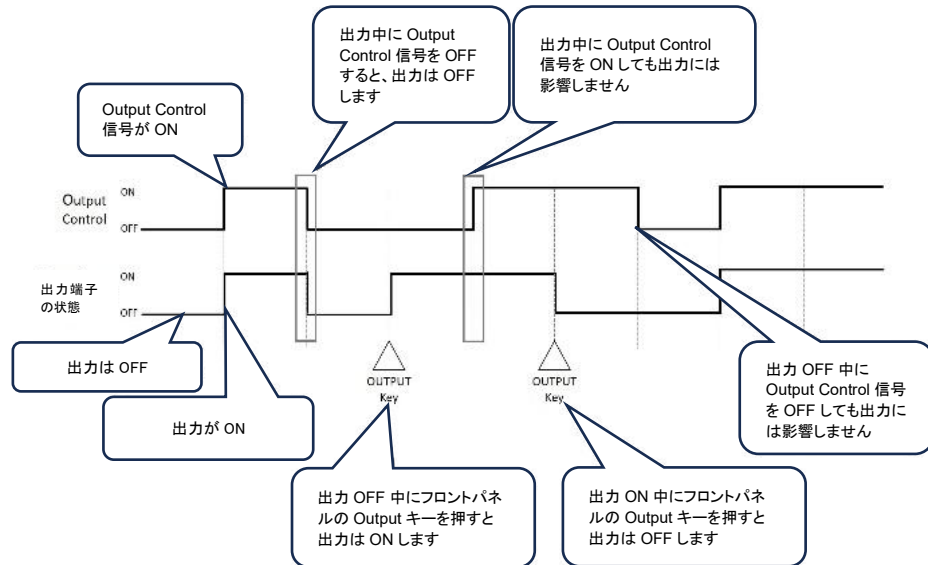 出力中に Output
Control 信号を OFF
すると、出力は OFF
します
出力中に Output Control
信号を ON しても出力には
影響しません
Output Control
信号が ON
Output
Control
ON
OFF
出力端子
の状態
ON
OFF
出力は OFF
出力が ON
OUTPUT
Key
OUTPUT
Key
出力 OFF 中に
Output Control 信号
を OFF しても出力に
は影響しません
出力 OFF 中にフロントパネ
ルの Output キーを押すと
出力は ON します
出力 ON 中にフロントパネ
ルの Output キーを押すと
出力は OFF します